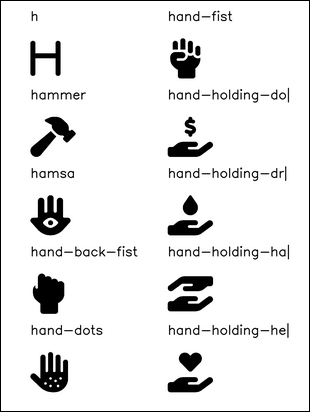 h hand-fist
H
hammer hand-holding-do|
$
hamsa hand-holding-dr|
hand-back-fist hand-holding-ha|
hand-dots hand-holding-he|